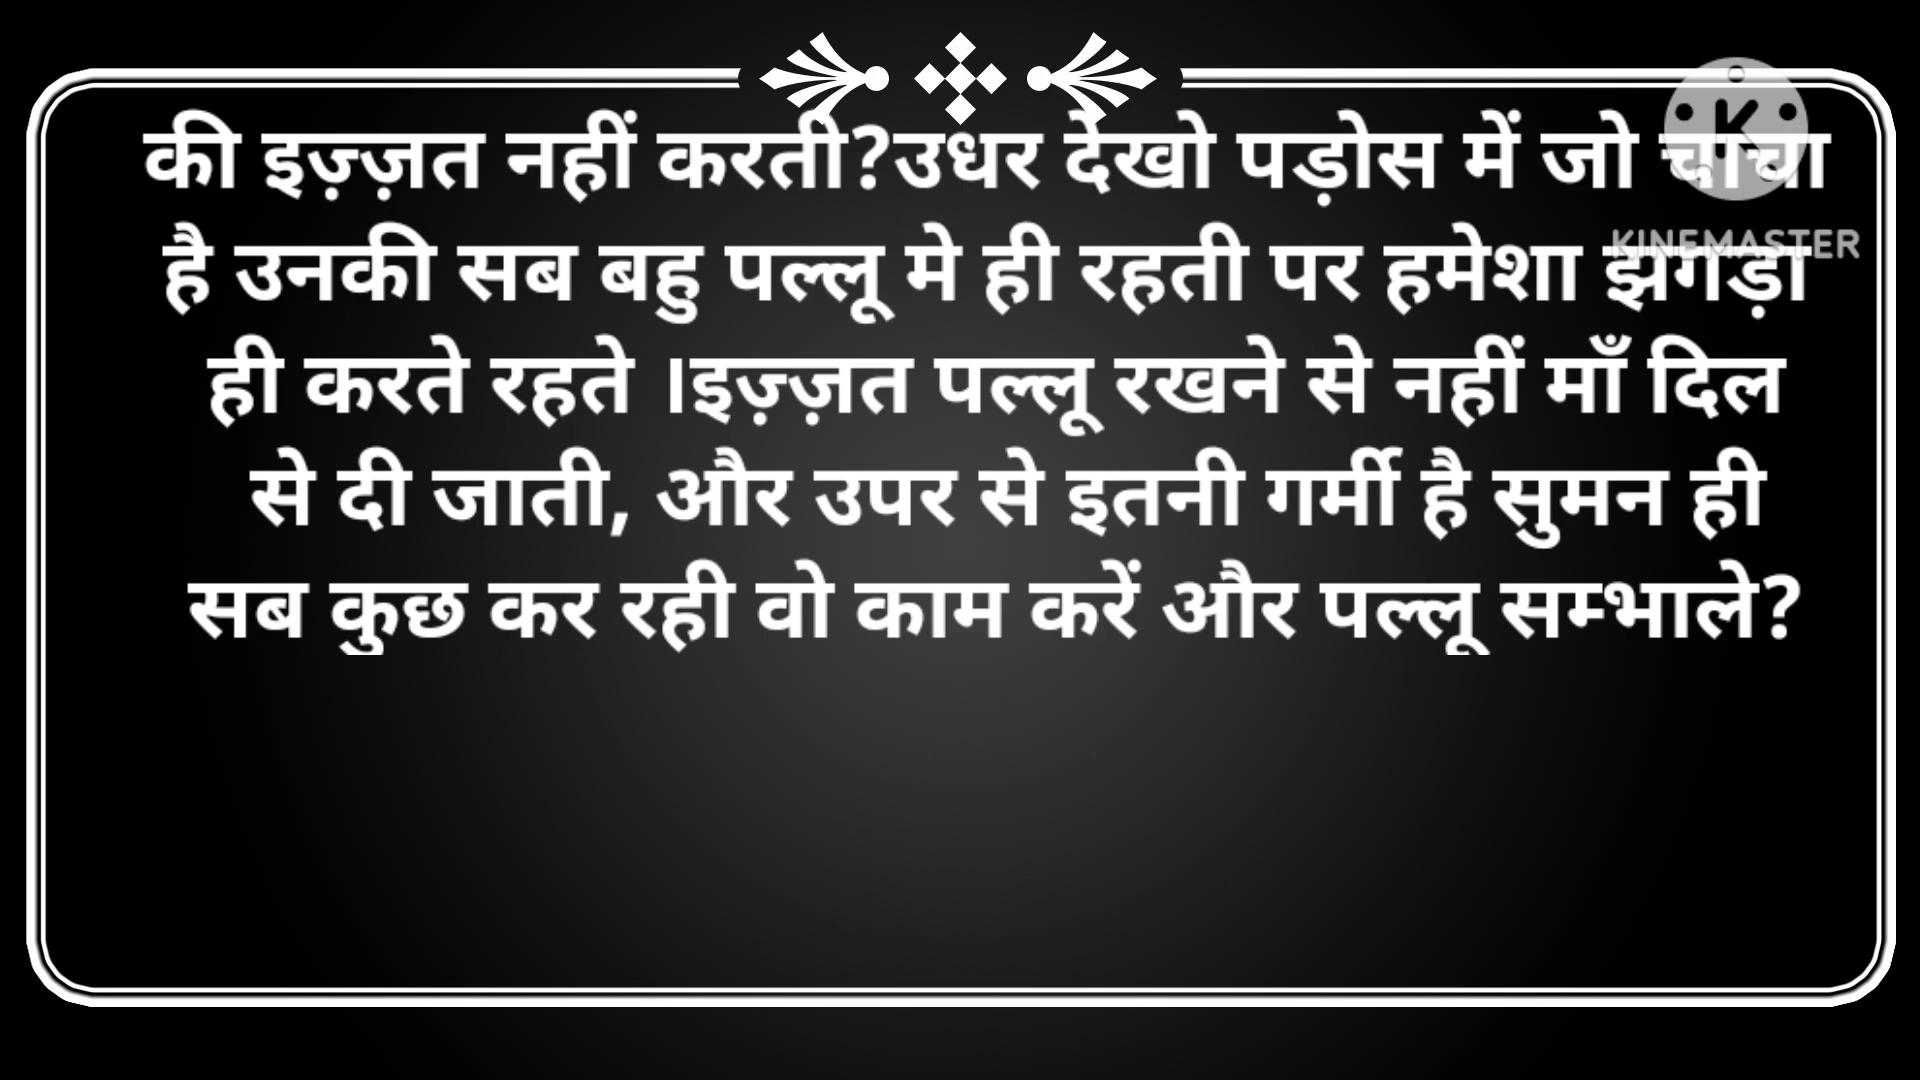 की इज़्ज़त नहीं करती?उधर देखो पड़ोस में जो चाचा
है उनकी सब बहु पल्लू मे ही रहती पर हमेशा झगड़ा
ही करते रहते ।इज़्ज़त पल्लू रखने से नहीं माँ दिल
से दी जाती, और उपर से इतनी गर्मी है सुमन ही
सब कुछ कर रही वो काम करें और पल्लू सम्भाले?
K
KINEMASTER